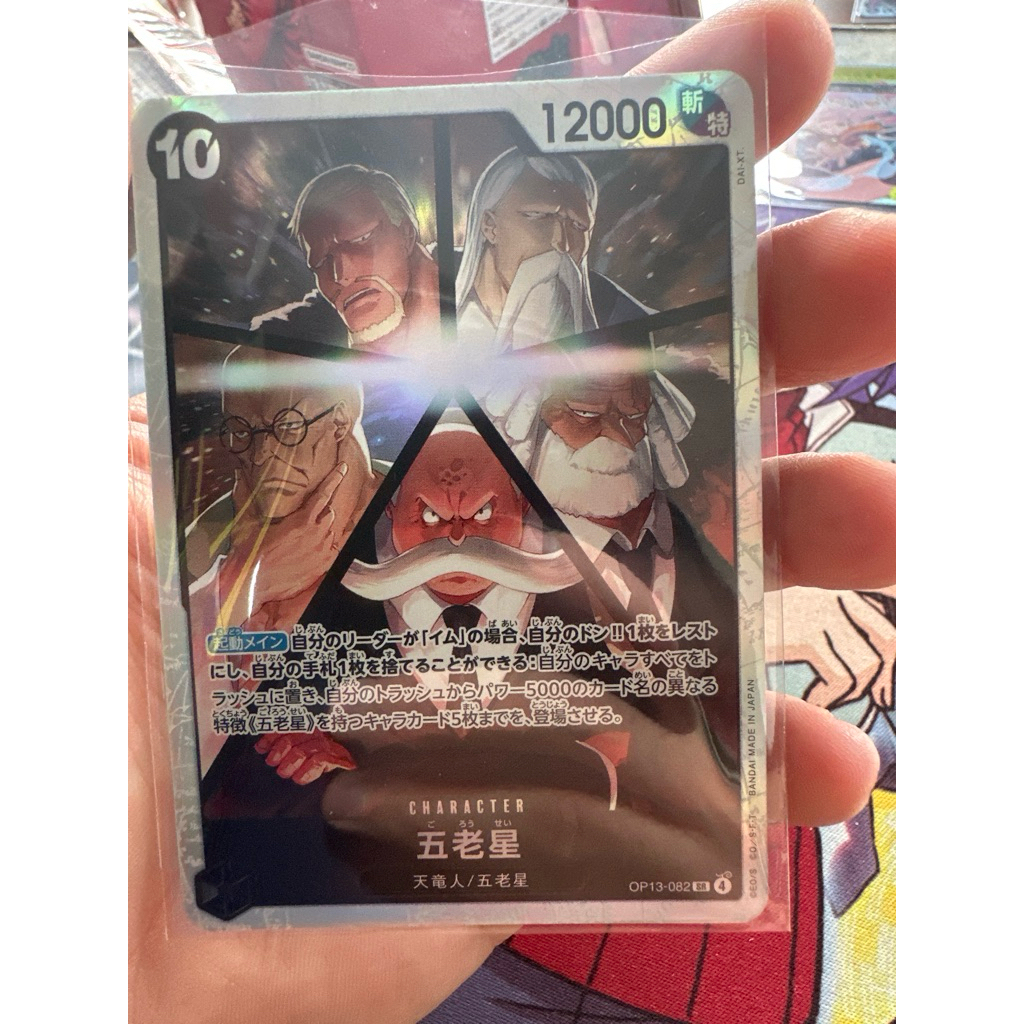 10
12000
斬
特
DAI-XT.
起動メイン 自分のリーダーが「イム」の場合、自分のドン!!1枚をレスト
にし、自分の手札1枚を捨てることができる：自分のキャラすべてをト
ラッシュに置き、自分のトラッシュからパワー5000のカード名の異なる
特徴《五老星》を持つキャラカード5枚までを、登場させる。
CHARACTER
五老星
ご ろう せい
天竜人/五老星
OP13-082 SR 4
BANDAI MADE IN JAPAN